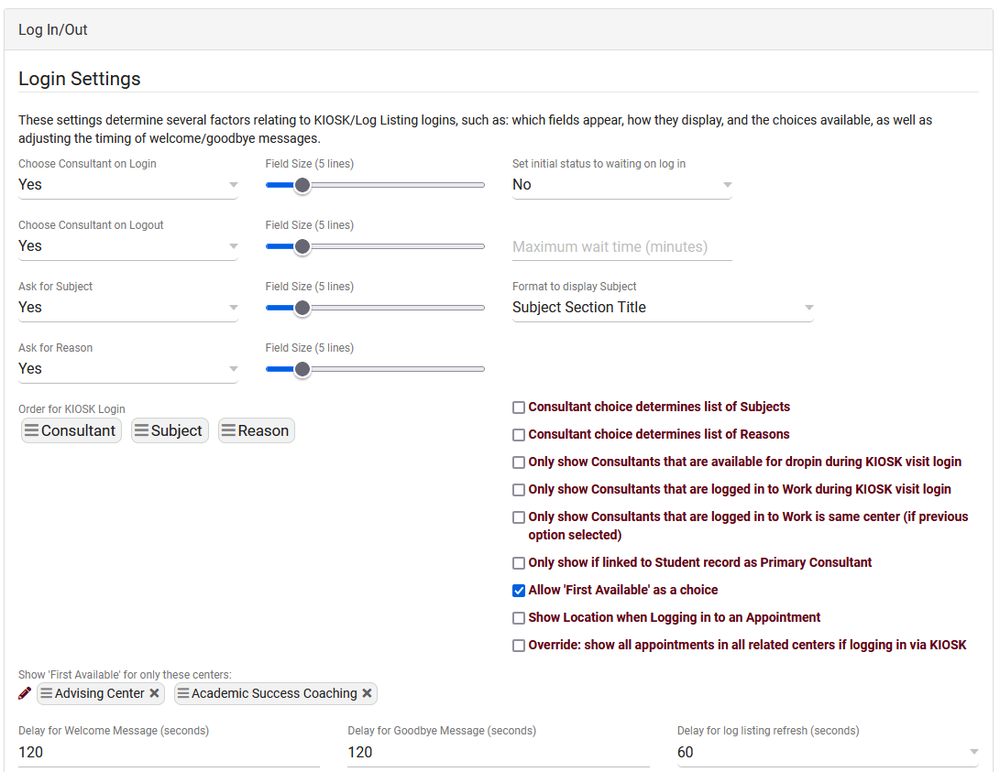 Log In/Out
Login Settings
These settings determine several factors relating to KIOSK/Log Listing logins, such as: which fields appear, how they display, and the choices available, as well as
adjusting the timing of welcome/goodbye messages.
Choose Consultant on Login
Field Size (5 lines)
Set initial status to waiting on log in
Yes
No
Choose Consultant on Logout
Field Size (5 lines)
Yes
Maximum wait time (minutes)
Ask for Subject
Field Size (5 lines)
Format to display Subject
Yes
Subject Section Title
Ask for Reason
Field Size (5 lines)
Yes
Order for KIOSK Login
Consultant
Subject
Reason
Consultant choice determines list of Subjects
Consultant choice determines list of Reasons
Only show Consultants that are available for dropin during KIOSK visit login
Only show Consultants that are logged in to Work during KIOSK visit login
Only show Consultants that are logged in to Work is same center (if previous
option selected)
Only show if linked to Student record as Primary Consultant
Allow 'First Available' as a choice
Show Location when Logging in to an Appointment
Override: show all appointments in all related centers if logging in via KIOSK
Show 'First Available' for only these centers:
Advising Center
Academic Success Coaching
Delay for Welcome Message (seconds)
Delay for Goodbye Message (seconds)
Delay for log listing refresh (seconds)
120
120
60